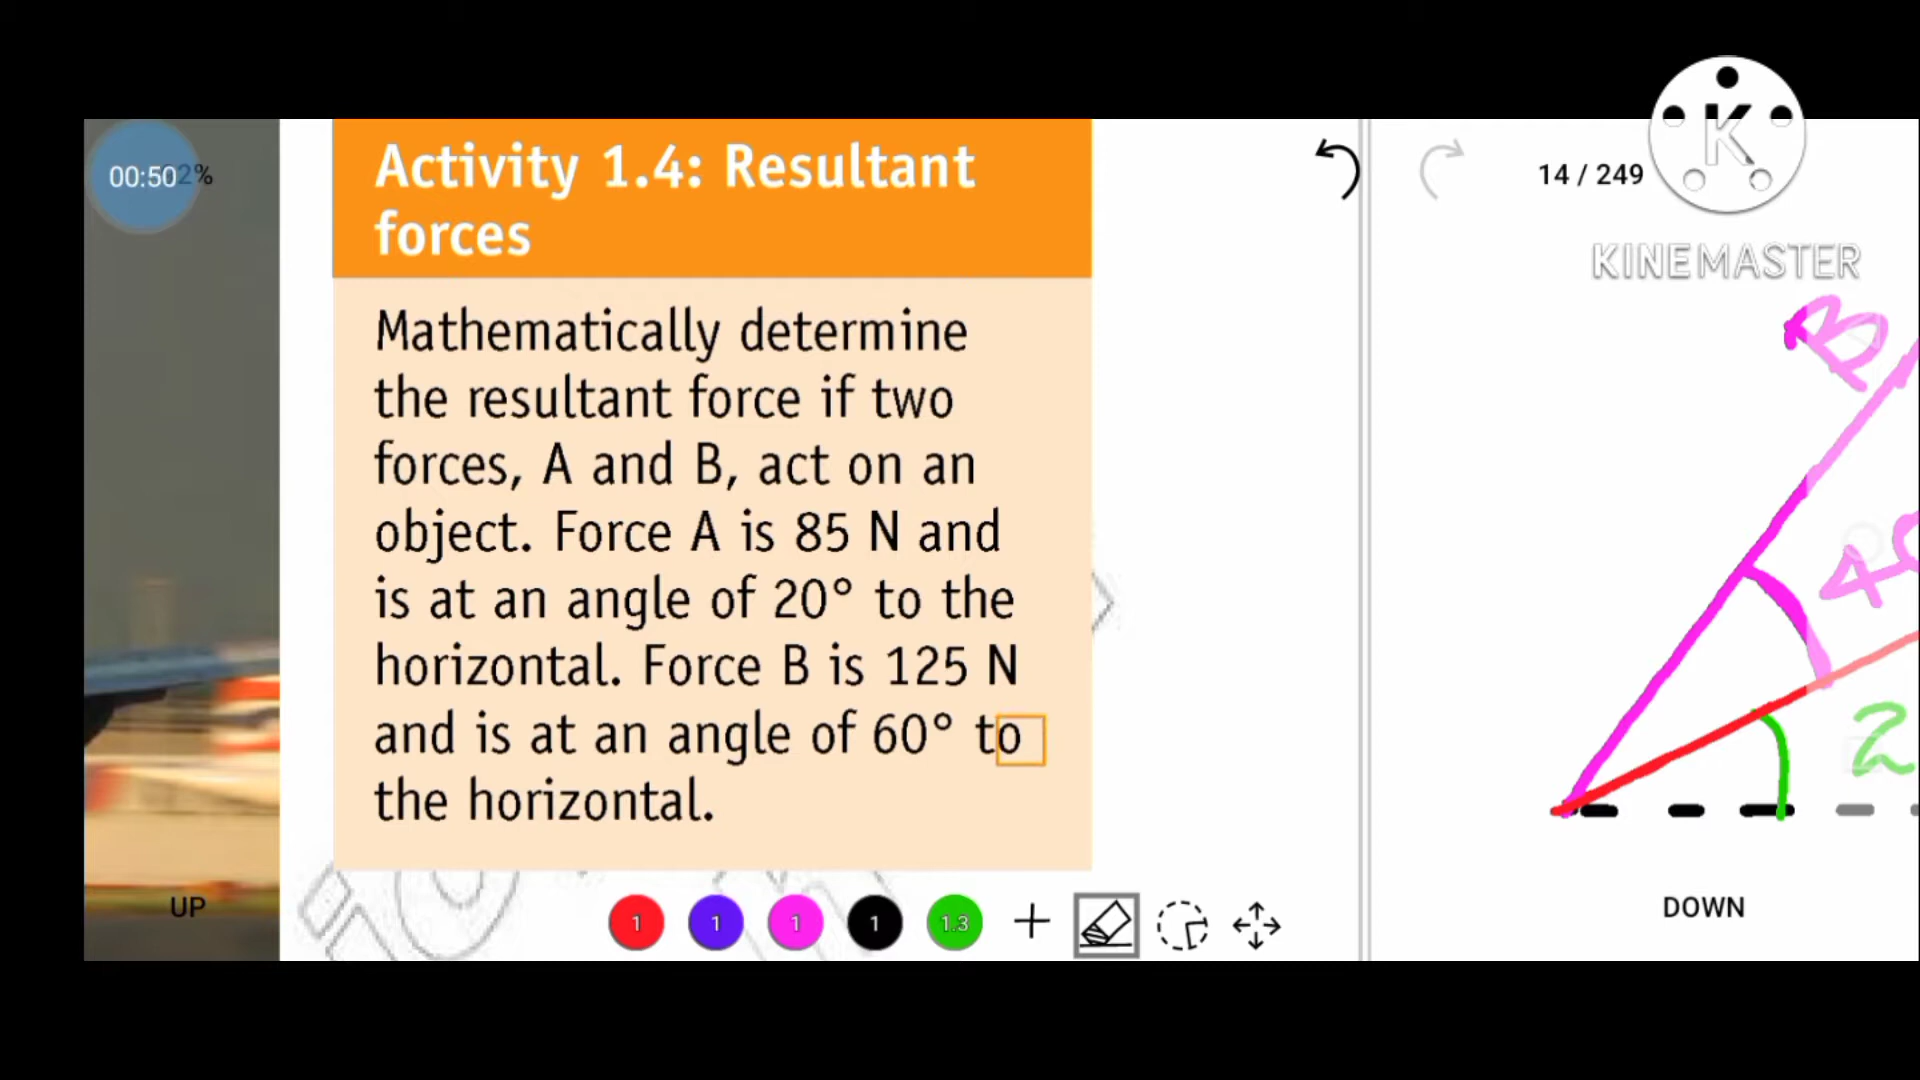 00:50 2%
Activity 1.4: Resultant
forces
Mathematically determine
the resultant force if two
forces, A and B, act on an
object. Force A is 85 N and
is at an angle of 20° to the
horizontal. Force B is 125 N
and is at an angle of 60° to
the horizontal.
14 / 249
K
KINEMASTER
B
4
2
UP
1 1 1 1 1.3
DOWN